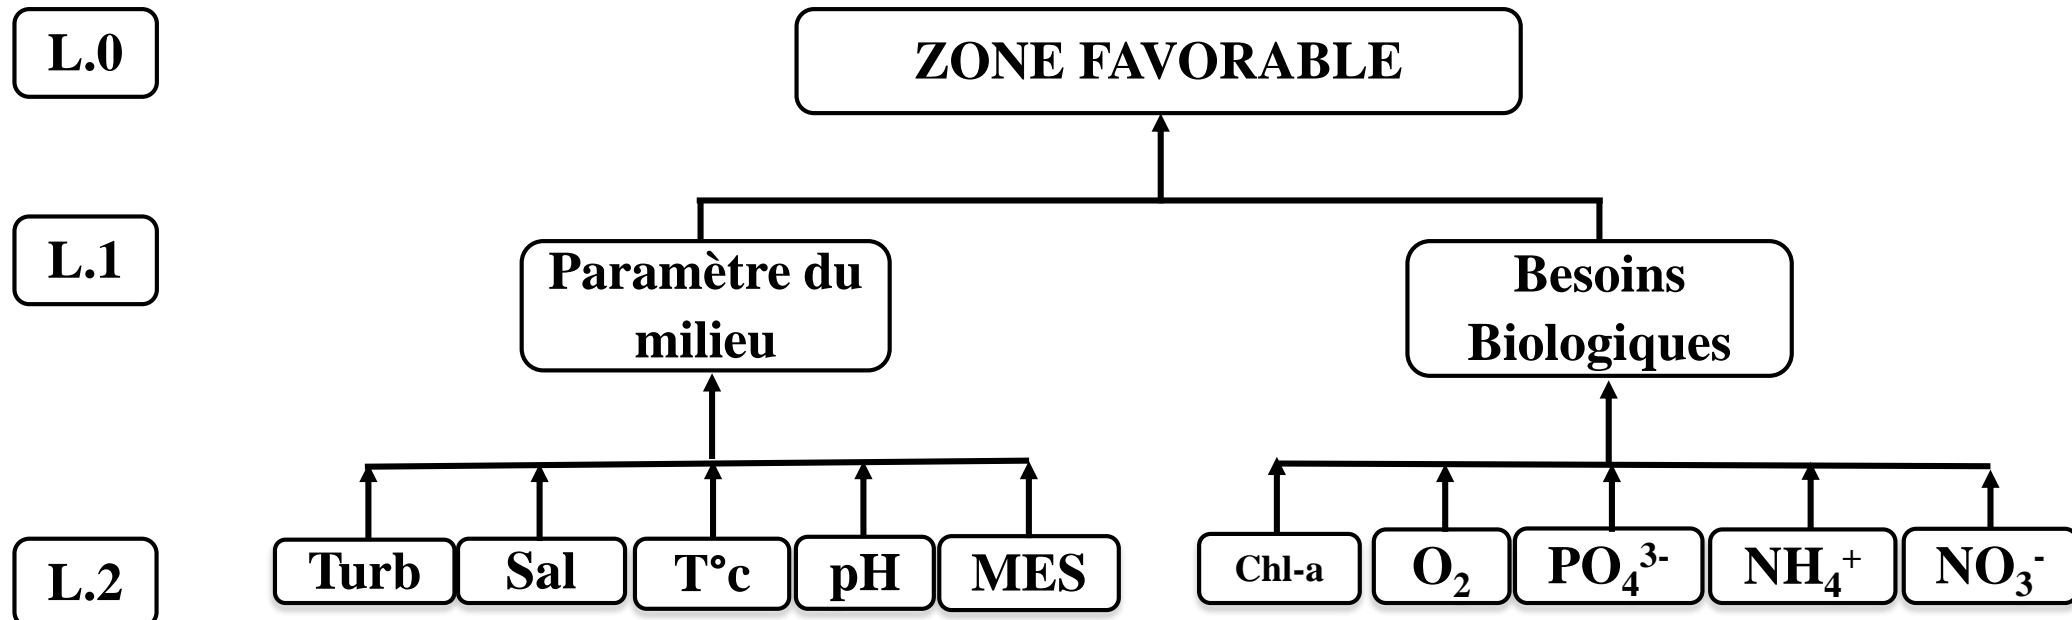 L.0
ZONE FAVORABLE
L.1
Paramètre du
milieu
Besoins
Biologiques
L.2
Turb
Sal
T°c
pH
MES
Chl-a
O₂
PO₄³⁻
NH₄⁺
NO₃⁻